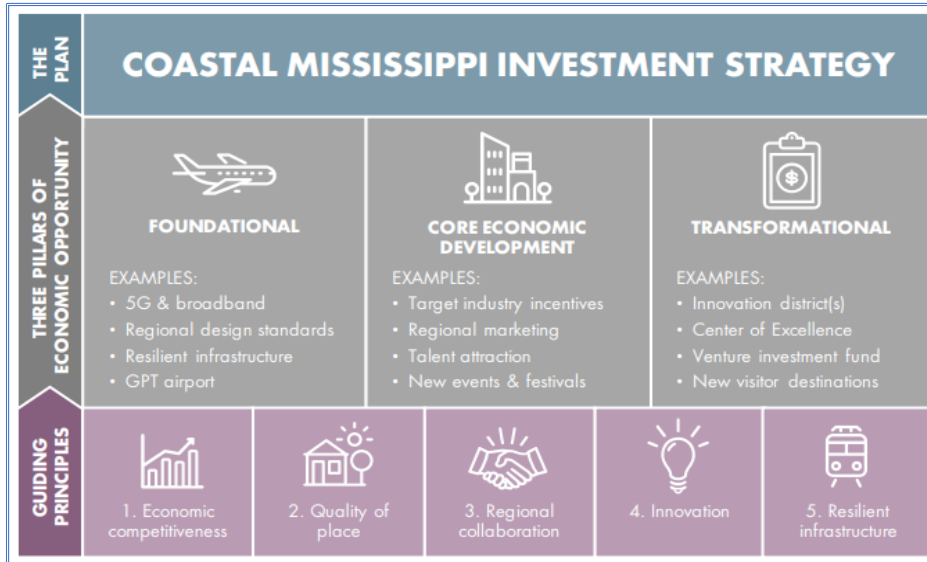 THE
PLAN
COASTAL MISSISSIPPI INVESTMENT STRATEGY
THREE PILLARS OF
ECONOMIC OPPORTUNITY
FOUNDATIONAL
EXAMPLES:
• 5G & broadband
• Regional design standards
• Resilient infrastructure
• GPT airport
CORE ECONOMIC
DEVELOPMENT
EXAMPLES:
• Target industry incentives
• Regional marketing
• Talent attraction
• New events & festivals
$
TRANSFORMATIONAL
EXAMPLES:
• Innovation district(s)
• Center of Excellence
• Venture investment fund
• New visitor destinations
GUIDING
PRINCIPLES
1. Economic
competitiveness
2. Quality of
place
3. Regional
collaboration
4. Innovation
5. Resilient
infrastructure